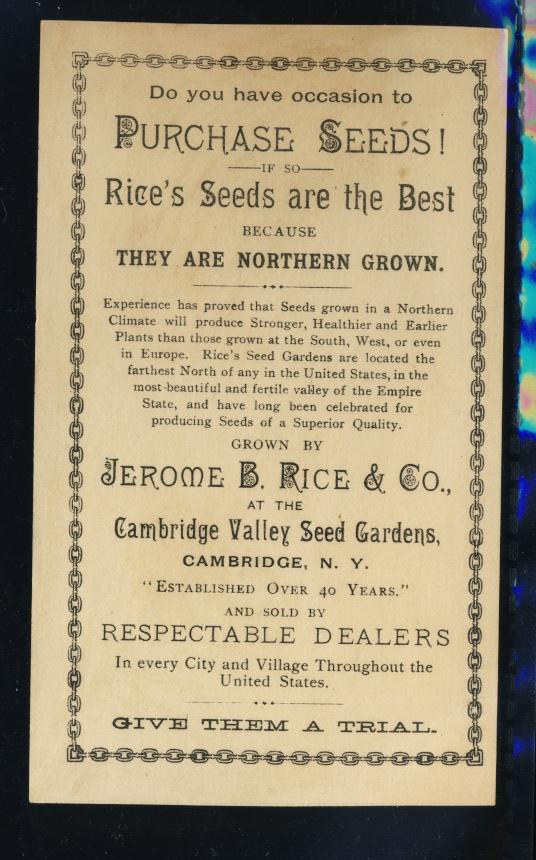 Do you have occasion to
PURCHASE SEEDS!
IF SO
Rice's Seeds are the Best
BECAUSE
THEY ARE NORTHERN GROWN.
Experience has proved that Seeds grown in a Northern
Climate will produce Stronger, Healthier and Earlier
Plants than those grown at the South, West, or even
in Europe. Rice's Seed Gardens are located the
farthest North of any in the United States, in the
most beautiful and fertile valley of the Empire
State, and have long been celebrated for
producing Seeds of a Superior Quality.
GROWN BY
JEROME B. RICE & CO.,
AT THE
Cambridge Valley Seed Gardens,
CAMBRIDGE, N. Y.
"ESTABLISHED OVER 40 YEARS."
AND SOLD BY
RESPECTABLE DEALERS
In every City and Village Throughout the
United States.
GIVE THEM A TRIAL.